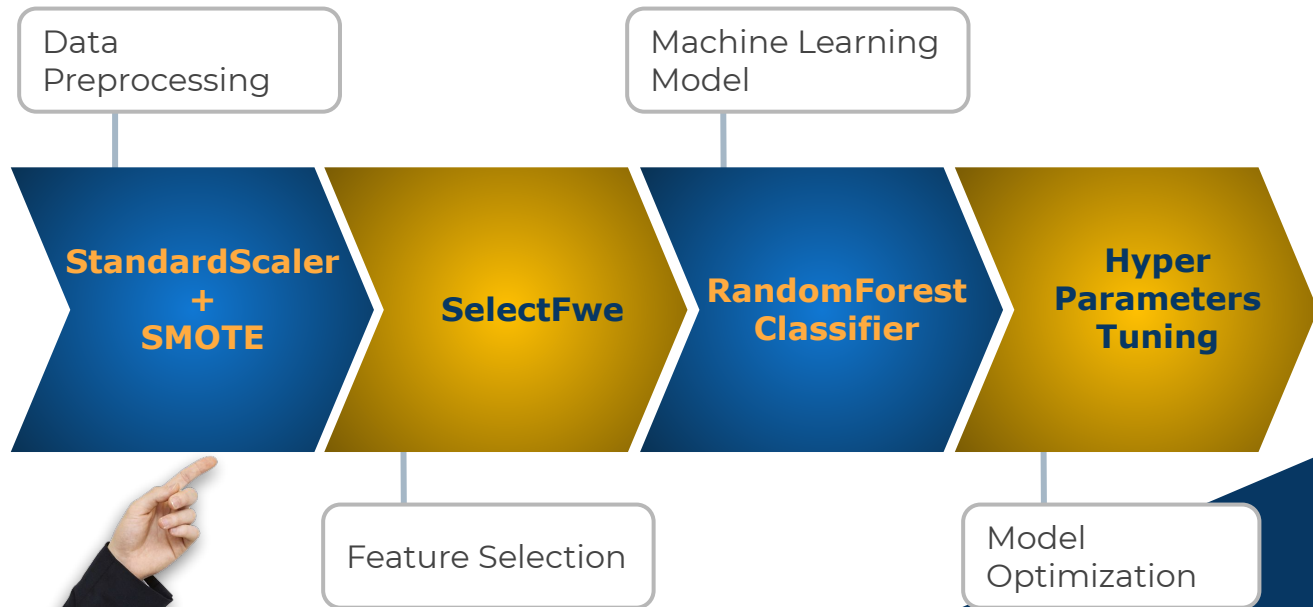 Data
Preprocessing
Machine Learning
Model
StandardScaler
+
SMOTE
SelectFwe
RandomForest
Classifier
Hyper
Parameters
Tuning
Feature Selection
Model
Optimization